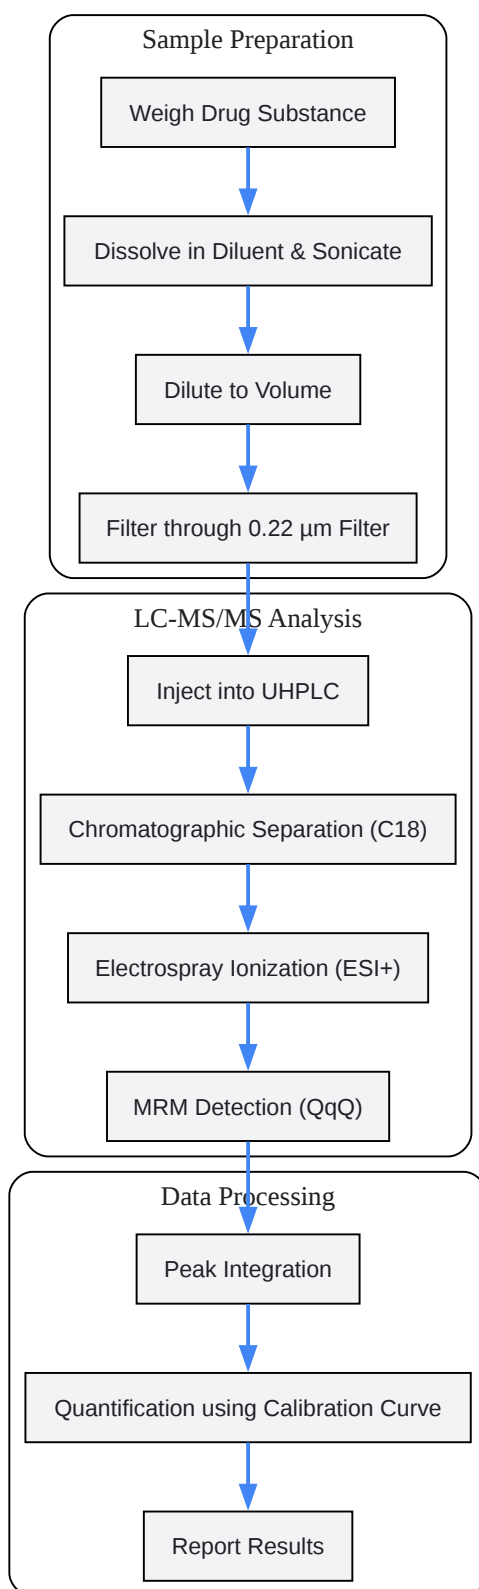 Sample Preparation
Weigh Drug Substance
Dissolve in Diluent & Sonicate
Dilute to Volume
Filter through 0.22 µm Filter
LC-MS/MS Analysis
Inject into UHPLC
Chromatographic Separation (C18)
Electrospray Ionization (ESI+)
MRM Detection (QqQ)
Data Processing
Peak Integration
Quantification using Calibration Curve
Report Results